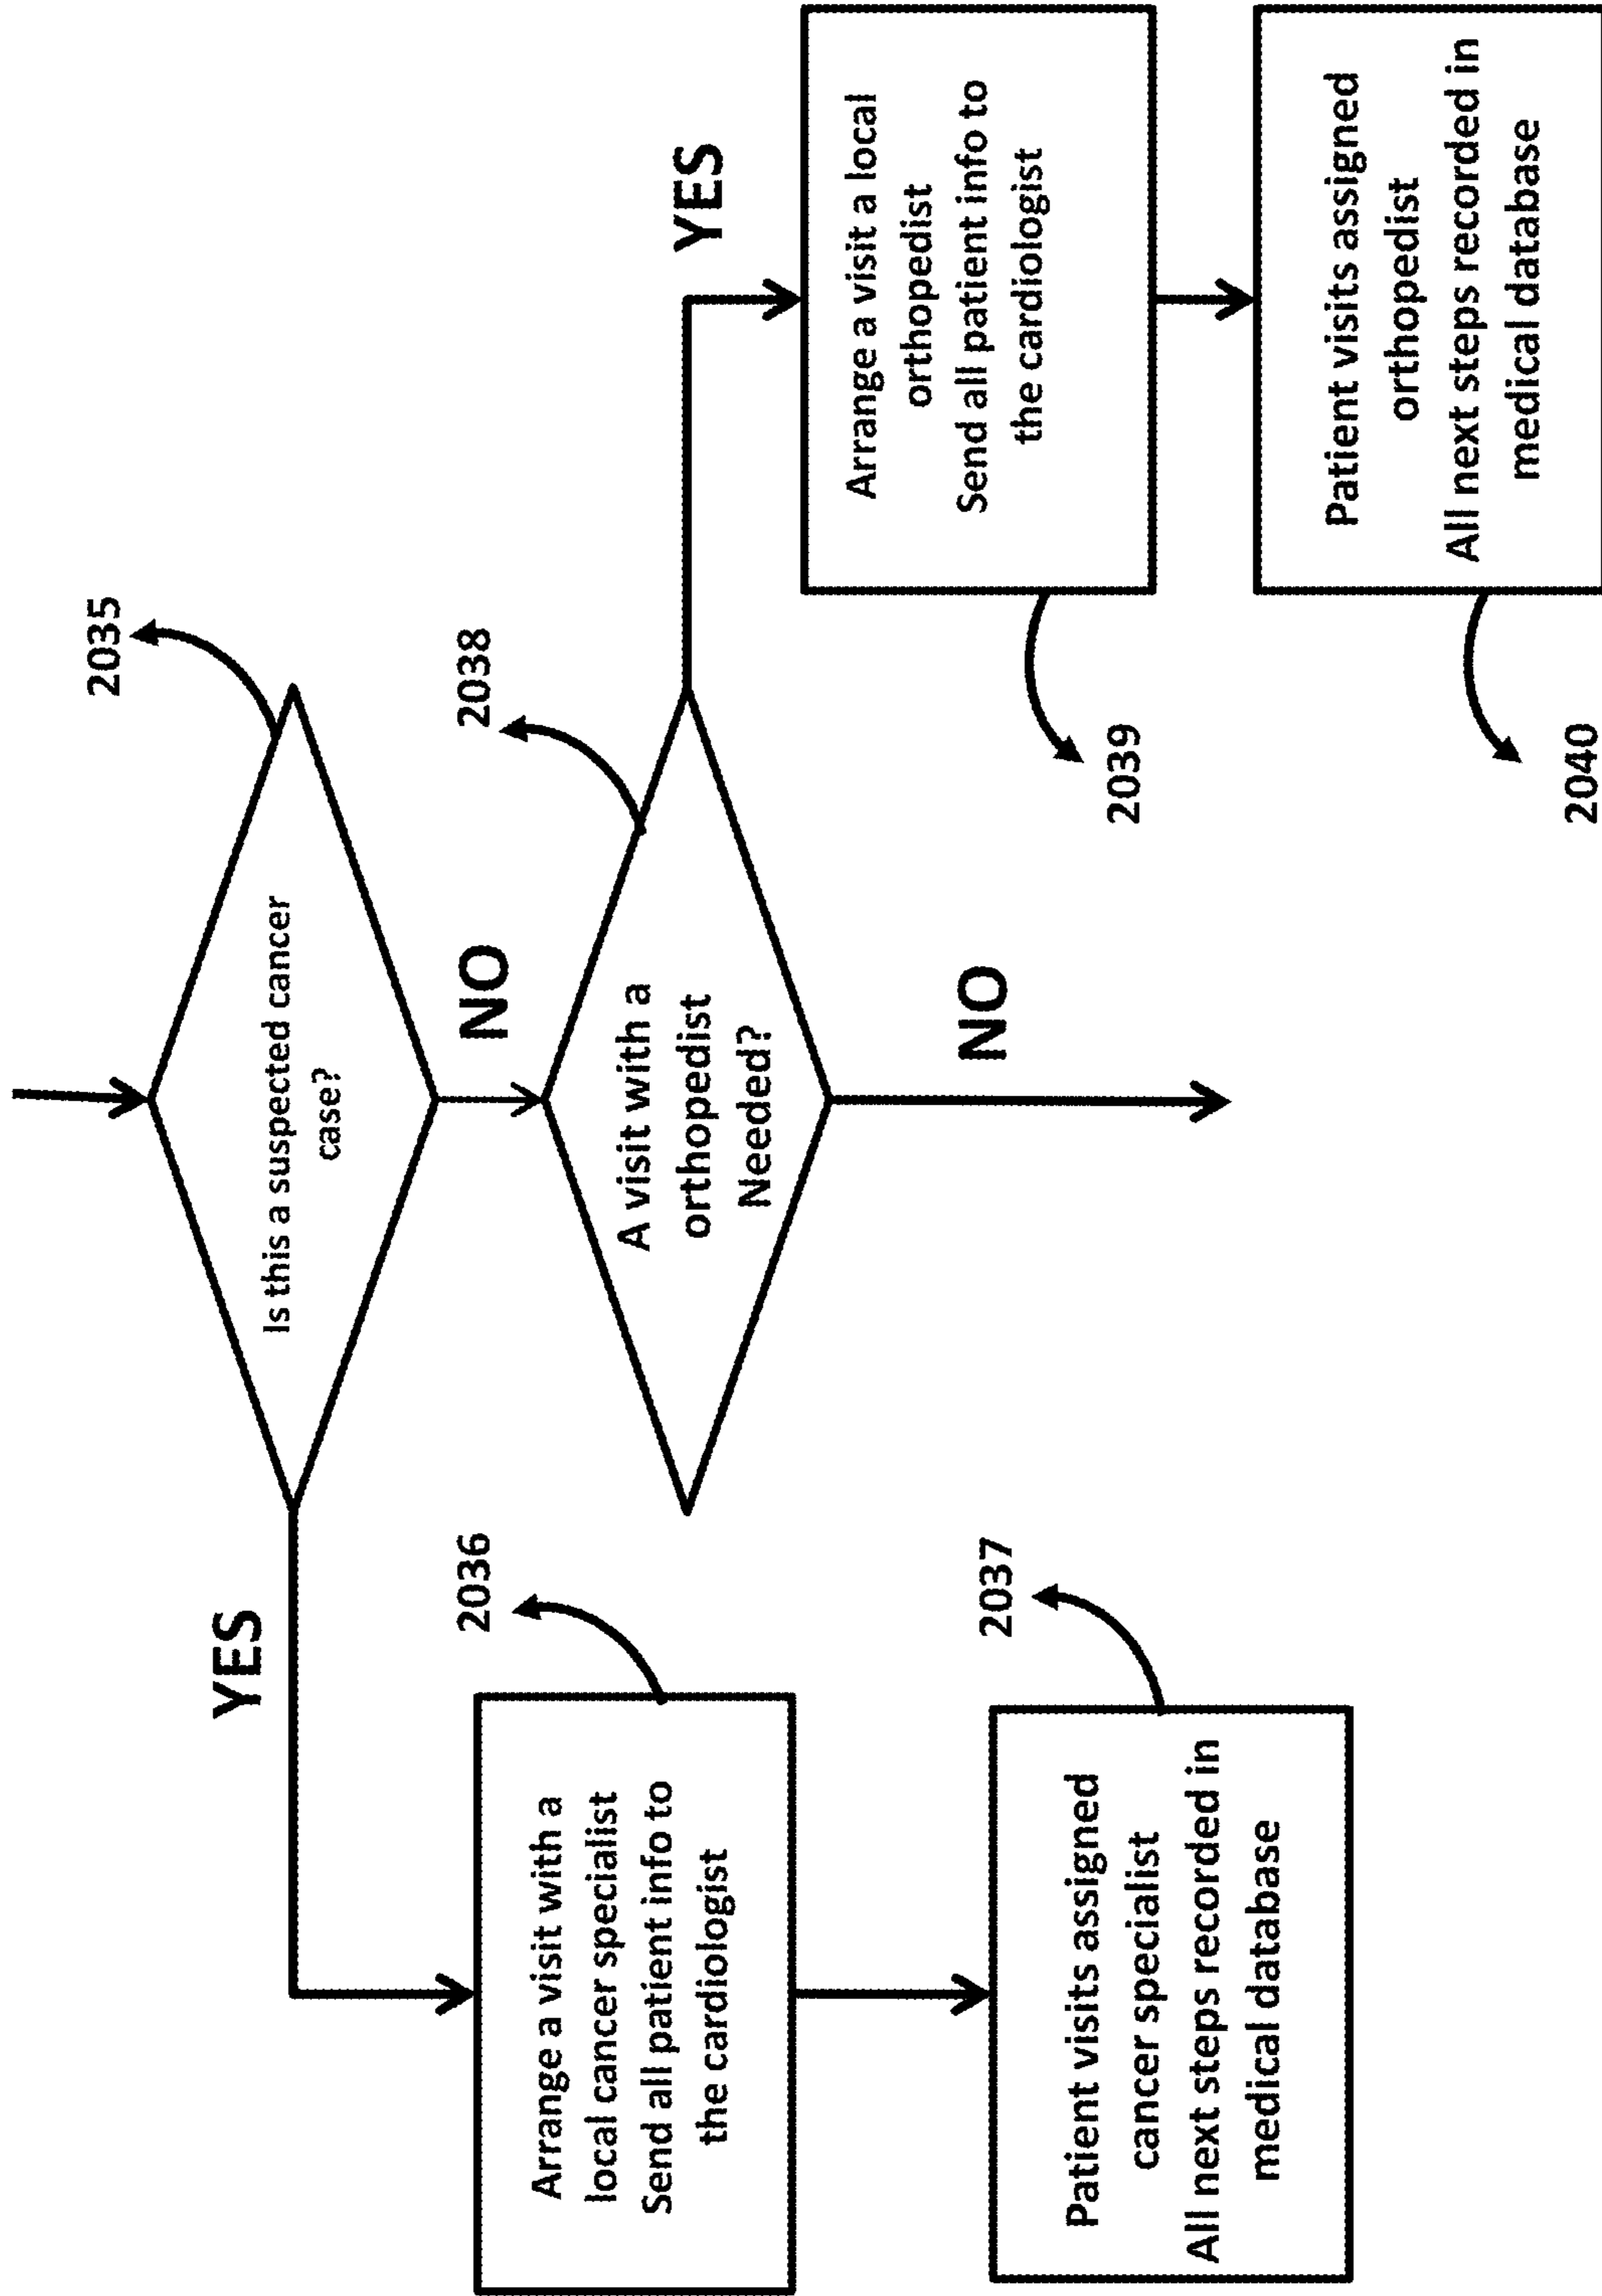 2035
Is this a suspected cancer
case?
YES
NO
2036
Arrange a visit with a
local cancer specialist
Send all patient info to
the cardiologist
2038
A visit with a
orthopedist
Needed?
YES
2037
Patient visits assigned
cancer specialist
All next steps recorded in
medical database
NO
Arrange a visit a local
orthopedist
Send all patient info to
the cardiologist
2039
Patient visits assigned
orthopedist
All next steps recorded in
medical database
2040